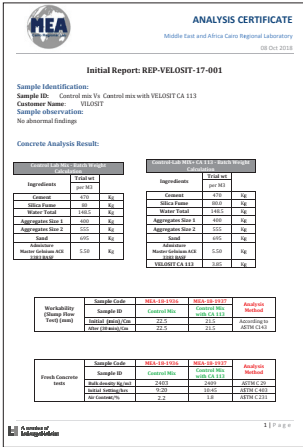 MEA
ANALYSIS CERTIFICATE
Middle East and Africa Cairo Regional Laboratory
08 Oct 2018
Initial Report: REP-VELOSIT-17-001
Sample Identification:
Sample ID: Control mix Vs Control mix with VELOSIT CA 113
Customer Name: VILOSIT
Sample observation:
No abnormal findings
Concrete Analysis Result:
Control Lab Mix - Batch Weight Calculation
Ingredients Trial wt per M3
Cement 470 Kg
Silica Fume 80 Kg
Water Total 148.5 Kg
Aggregates Size 1 400 Kg
Aggregates Size 2 555 Kg
Sand 695 Kg
Admixture Master Gelenium ACE 3382 BASF 5.50 Kg
Control Lab MIX+ CA 113 - Batch Weight Calculation
Ingredients Trial wt per M3
Cement 470 Kg
Silica Fume 80.0 Kg
Water Total 148.5 Kg
Aggregates Size 1 400 Kg
Aggregates Size 2 555 Kg
Sand 695 Kg
Admixture Master Gelenium ACE 3382 BASF 5.50 Kg
VELOSIT CA 113 3.85 Kg
Workability (Slump Flow Test) (mm)
Sample Code MEA-18-1936 MEA-18-1937 Analysis Method
Sample ID Control Mix Control Mix with CA 113
Initial (min)/Cm 22.5 21.5 According to ASTM C143
After (30 min)/Cm 22.5 21.5
Fresh Concrete tests
Sample Code MEA-18-1936 MEA-18-1937 Analysis Method
Sample ID Control Mix Control Mix with CA 113
Bulk density Kg/m3 2403 2409 ASTM C 29
Initial Setting/hrs 9:20 10:45 ASTM C 403
Air Content/% 2.2 1.8 ASTM C 231
1 | Page
A member of